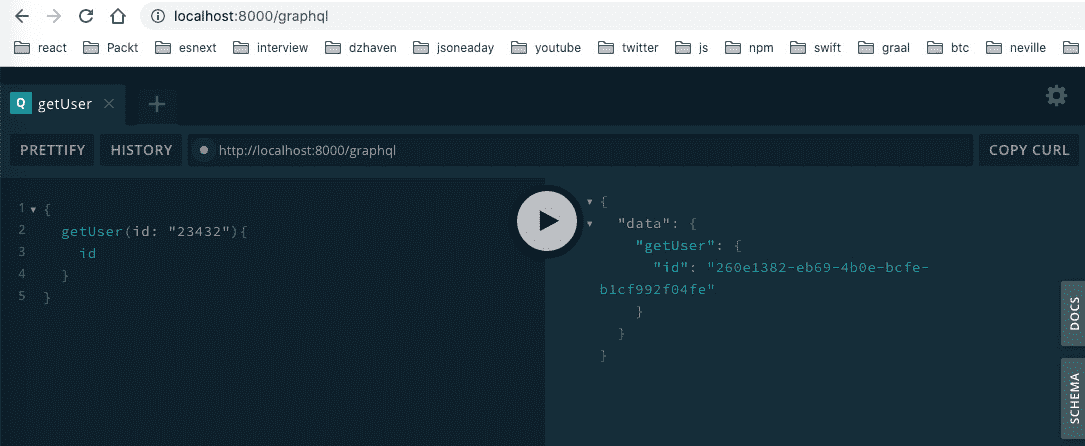 localhost:8000/graphql
react Packt esnext interview dzhaven jsoneaday youtube twitter js npm swift graal btc neville
Q getUser × +
PRETTIFY HISTORY http://localhost:8000/graphql COPY CURL
1 {
2 getUser(id: "23432"){
3 id
4 }
5 }
{
"data": {
"getUser": {
"id": "260e1382-eb69-4b0e-bcfe-
b1cf992f04fe"
}
}
}
DOCS
SCHEMA